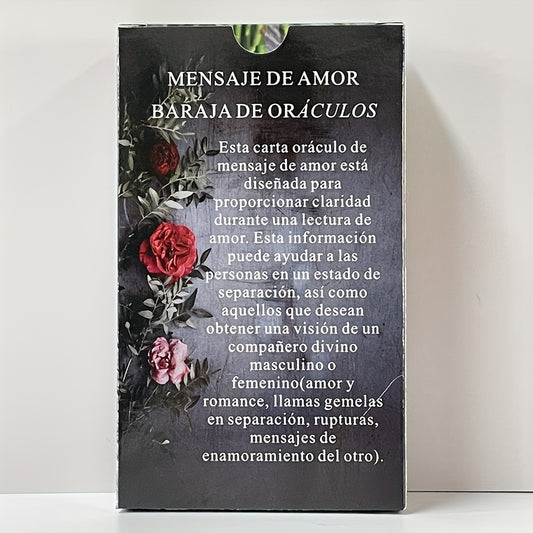 MENSAJE DE AMOR
BARAJA DE ORÁCULOS
Esta carta oráculo de
mensaje de amor está
diseñada para
proporcionar claridad
durante una lectura de
amor. Esta información
puede ayudar a las
personas en un estado de
separación, así como
aquellos que desean
obtener una visión de un
compañero divino
masculino o
femenino(amor y
romance, llamas gemelas
en separación, rupturas,
mensajes de
enamoramiento del otro).